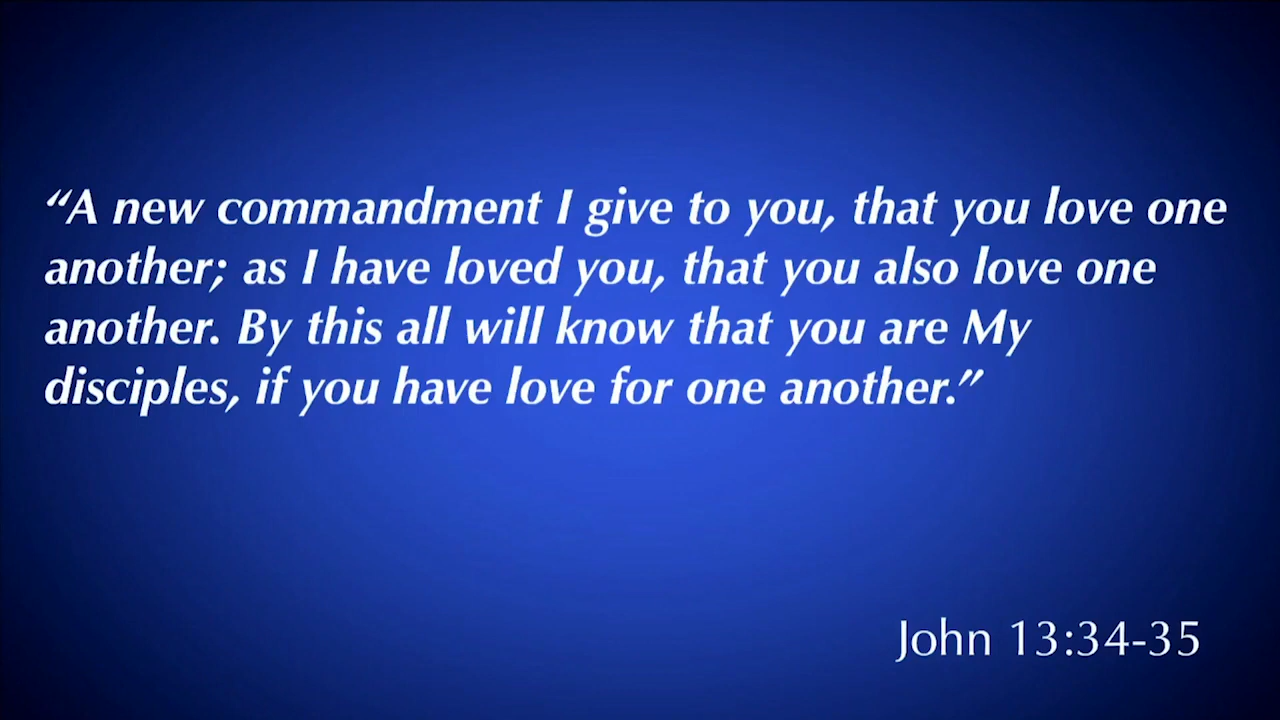 “A new commandment I give to you, that you love one
another; as I have loved you, that you also love one
another. By this all will know that you are My
disciples, if you have love for one another.”
John 13:34-35